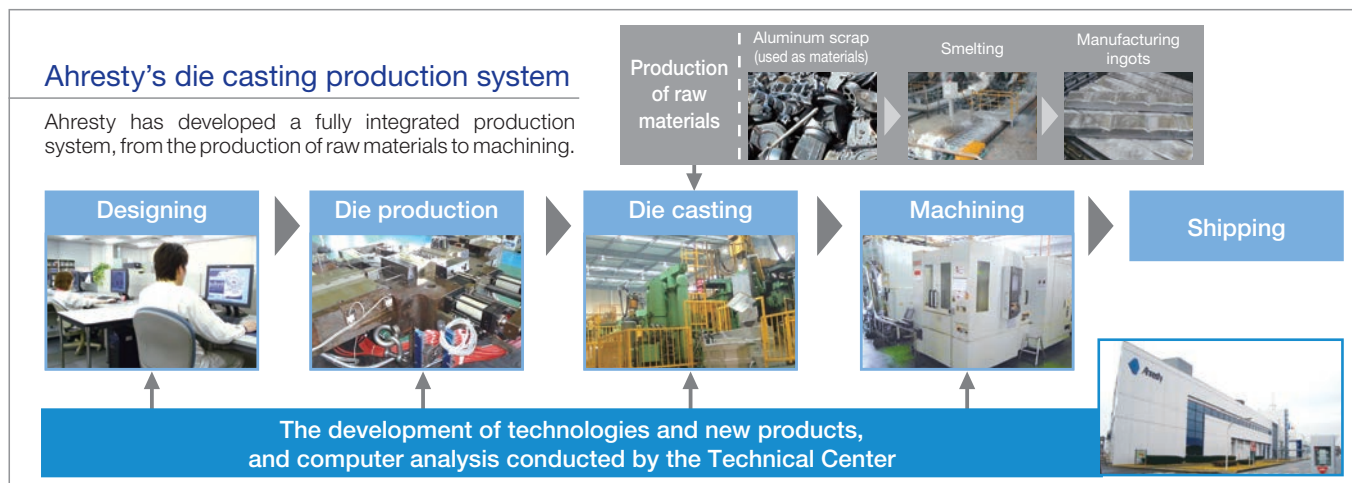 Ahresty's die casting production system
Ahresty has developed a fully integrated production
system, from the production of raw materials to machining.
Production
of raw
materials
Aluminum scrap
(used as materials)
Smelting
Manufacturing
ingots
Designing
Die production
Die casting
Machining
Shipping
The development of technologies and new products,
and computer analysis conducted by the Technical Center
Ahresty